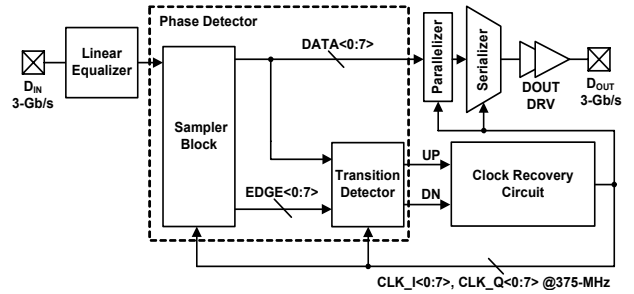 Phase Detector
Linear
Equalizer
DIN
3-Gb/s
Sampler
Block
DATA<0:7>
EDGE<0:7>
Transition
Detector
UP
DN
Parallelizer
Serializer
DOUT
DRV
DOUT
3-Gb/s
Clock Recovery
Circuit
CLK_I<0:7>, CLK_Q<0:7> @375-MHz